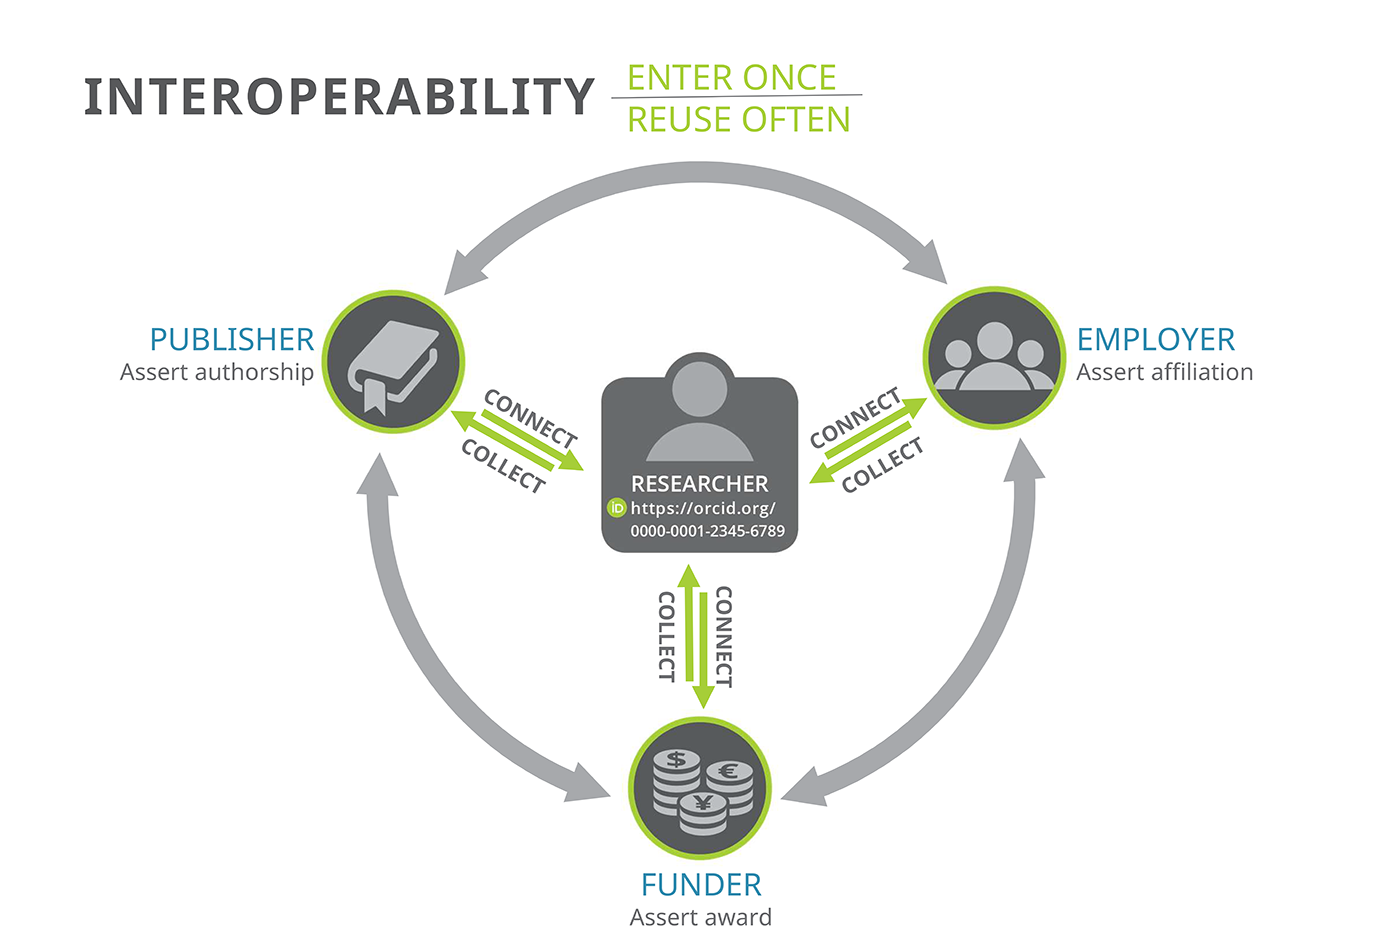 INTEROPERABILITY
ENTER ONCE
REUSE OFTEN
PUBLISHER
Assert authorship
EMPLOYER
Assert affiliation
CONNECT
COLLECT
CONNECT
COLLECT
RESEARCHER
iD https://orcid.org/
0000-0001-2345-6789
COLLECT
CONNECT
$
€
¥
FUNDER
Assert award